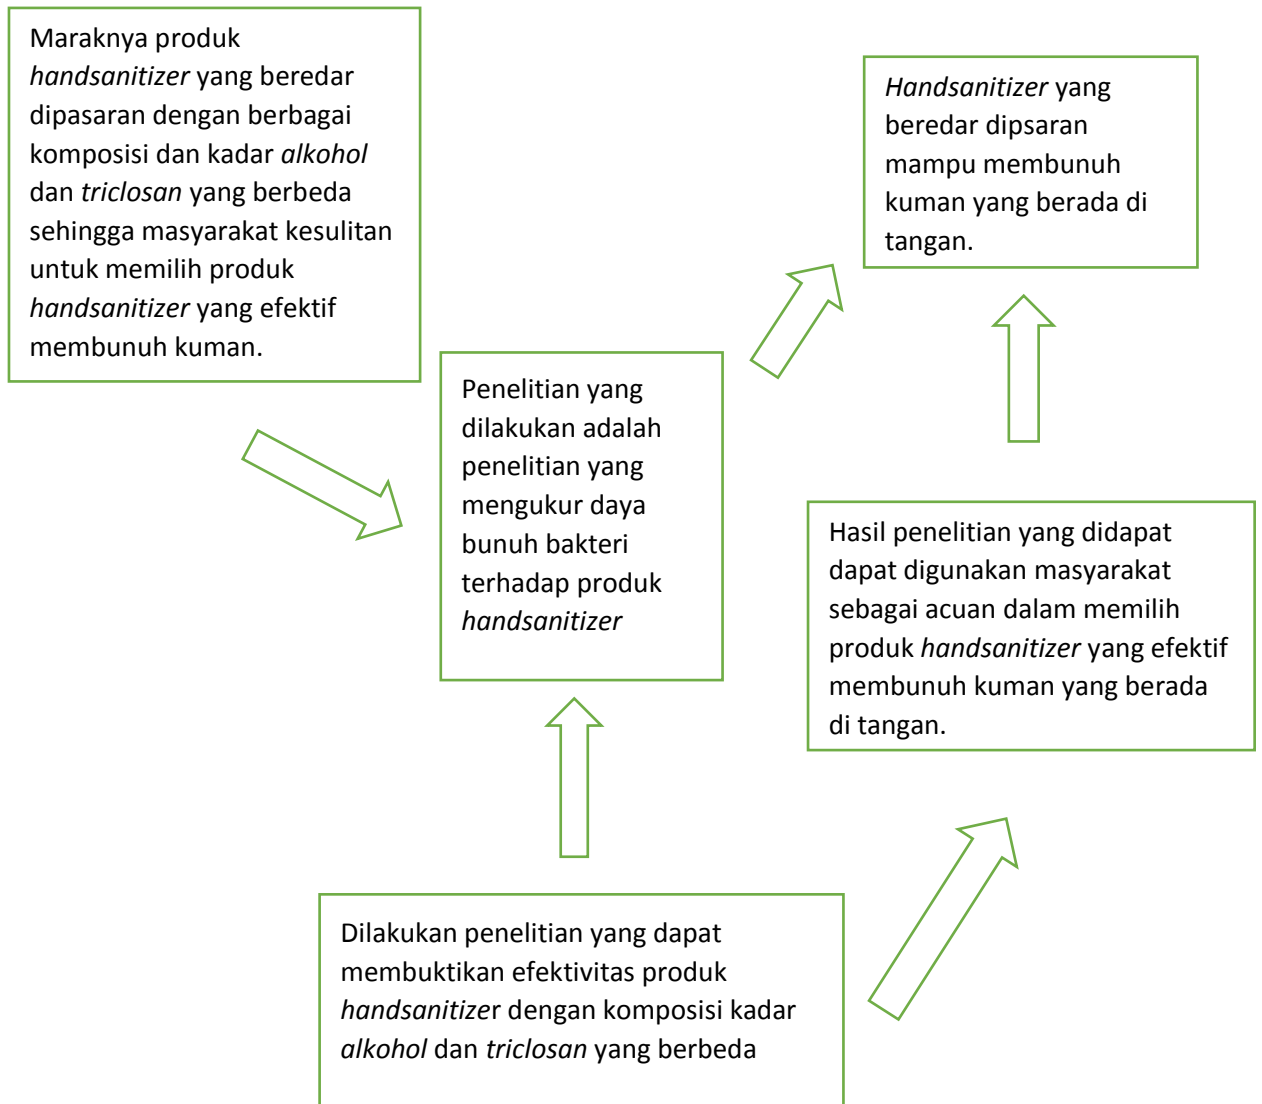 Maraknya produk
handsanitizer yang beredar
dipasaran dengan berbagai
komposisi dan kadar alkohol
dan triclosan yang berbeda
sehingga masyarakat kesulitan
untuk memilih produk
handsanitizer yang efektif
membunuh kuman.
Handsanitizer yang
beredar dipsaran
mampu membunuh
kuman yang berada di
tangan.
Penelitian yang
dilakukan adalah
penelitian yang
mengukur daya
bunuh bakteri
terhadap produk
handsanitizer
Hasil penelitian yang didapat
dapat digunakan masyarakat
sebagai acuan dalam memilih
produk handsanitizer yang efektif
membunuh kuman yang berada
di tangan.
Dilakukan penelitian yang dapat
membuktikan efektivitas produk
handsanitizer dengan komposisi kadar
alkohol dan triclosan yang berbeda